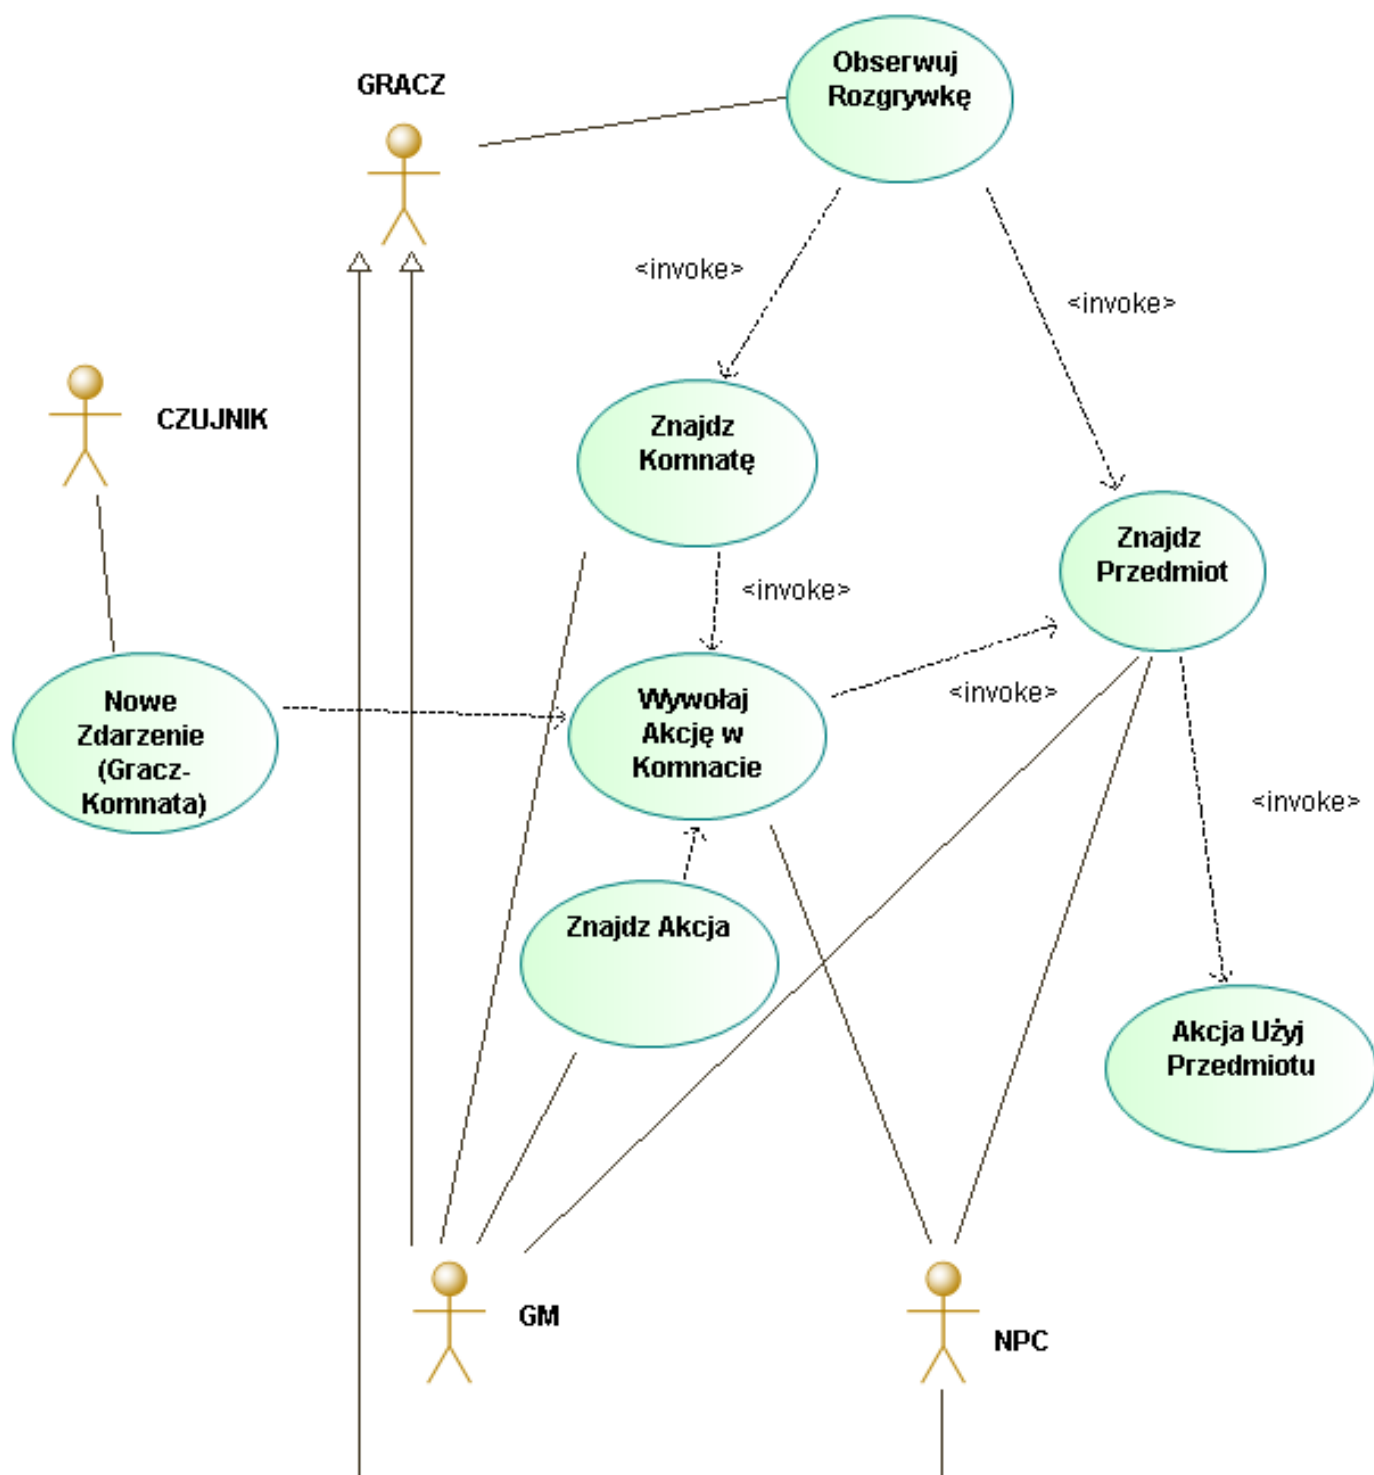 Obserwuj
Rozgrywkę
GRACZ
<invoke>
<invoke>
CZUJNIK
Znajdz
Komnatę
Znajdz
Przedmiot
<invoke>
Nowe
Zdarzenie
(Gracz-
Komnata)
Wywołaj
Akcję w
Komnacie
<invoke>
<invoke>
Znajdz Akcja
Akcja Użyj
Przedmiotu
GM
NPC